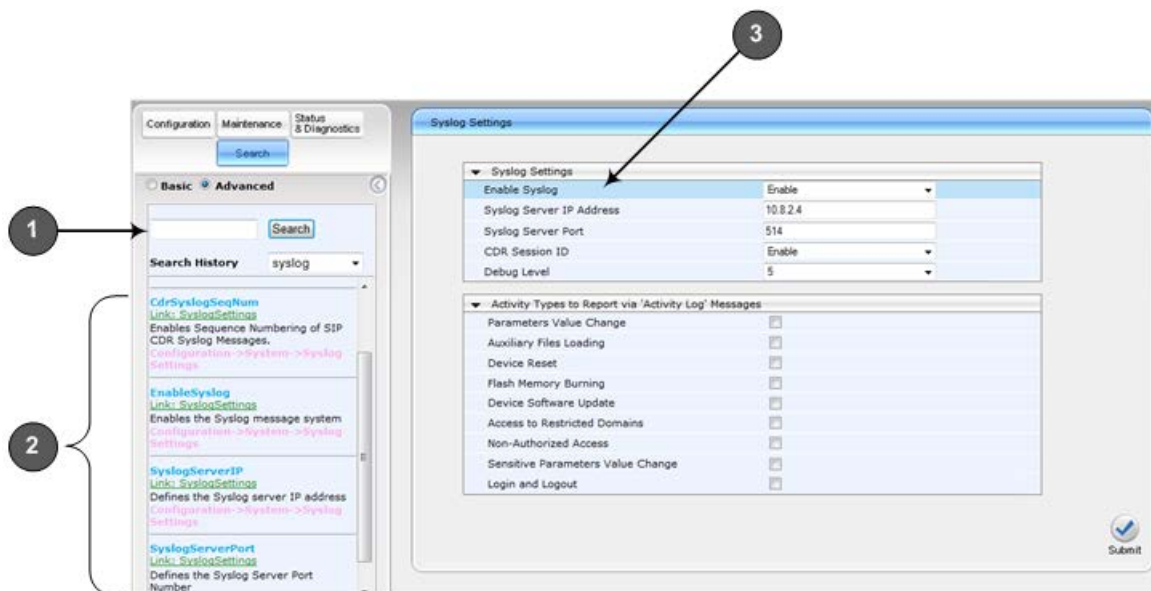 3
Configuration Maintenance Status & Diagnostics
Search
Basic Advanced
1
Search
Search History syslog
2
CdrSyslogSeqNum
Link: SyslogSettings
Enables Sequence Numbering of SIP
CDR Syslog Messages.
Configuration->System->Syslog
Settings
EnableSyslog
Link: SyslogSettings
Enables the Syslog message system
Configuration->System->Syslog
Settings
SyslogServerIP
Link: SyslogSettings
Defines the Syslog server IP address
Configuration->System->Syslog
Settings
SyslogServerPort
Link: SyslogSettings
Defines the Syslog Server Port
Number
Syslog Settings
Syslog Settings
Enable Syslog Enable
Syslog Server IP Address 10.8.2.4
Syslog Server Port 514
CDR Session ID Enable
Debug Level 5
Activity Types to Report via 'Activity Log' Messages
Parameters Value Change
Auxiliary Files Loading
Device Reset
Flash Memory Burning
Device Software Update
Access to Restricted Domains
Non-Authorized Access
Sensitive Parameters Value Change
Login and Logout
Submit